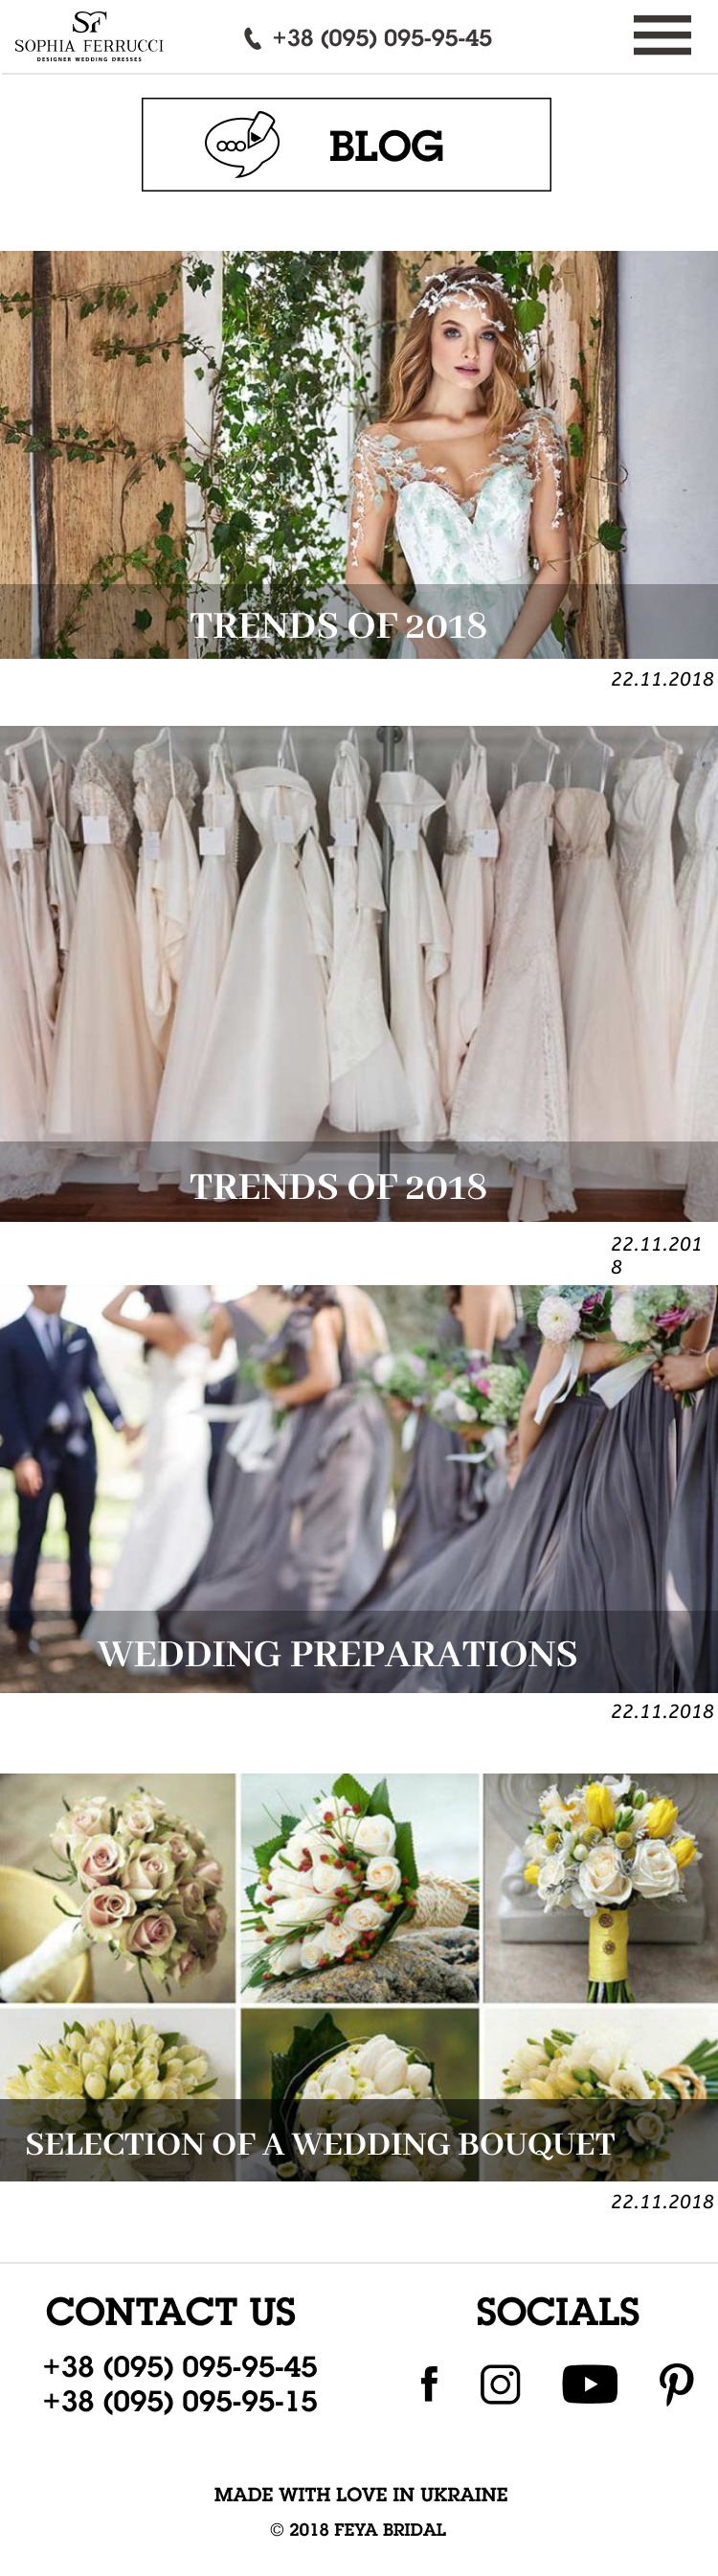 SF
SOPHIA FERRUCCI
DESIGNER WEDDING DRESSES
+38 (095) 095-95-45
BLOG
TRENDS OF 2018
22.11.2018
TRENDS OF 2018
22.11.201
8
WEDDING PREPARATIONS
22.11.2018
SELECTION OF A WEDDING BOUQUET
22.11.2018
CONTACT US
+38 (095) 095-95-45
+38 (095) 095-95-15
SOCIALS
MADE WITH LOVE IN UKRAINE
© 2018 FEYA BRIDAL